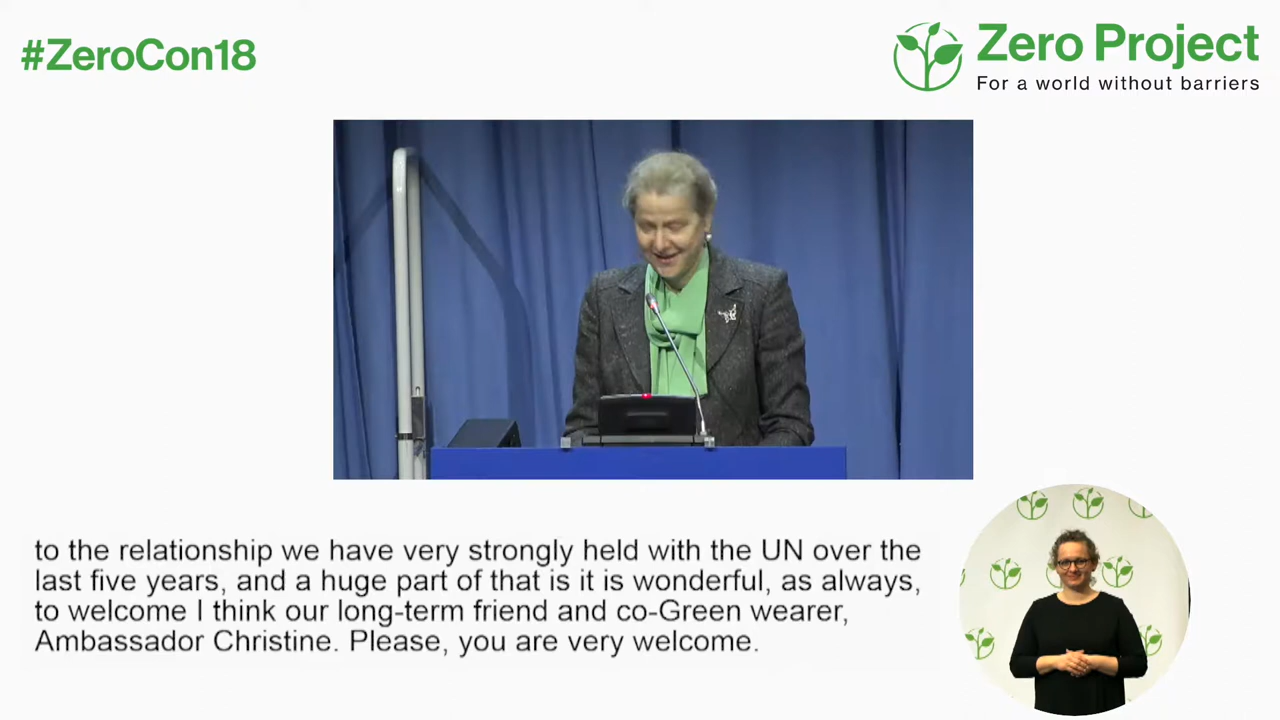 #ZeroCon18
Zero Project
For a world without barriers
to the relationship we have very strongly held with the UN over the
last five years, and a huge part of that is it is wonderful, as always,
to welcome I think our long-term friend and co-Green wearer,
Ambassador Christine. Please, you are very welcome.